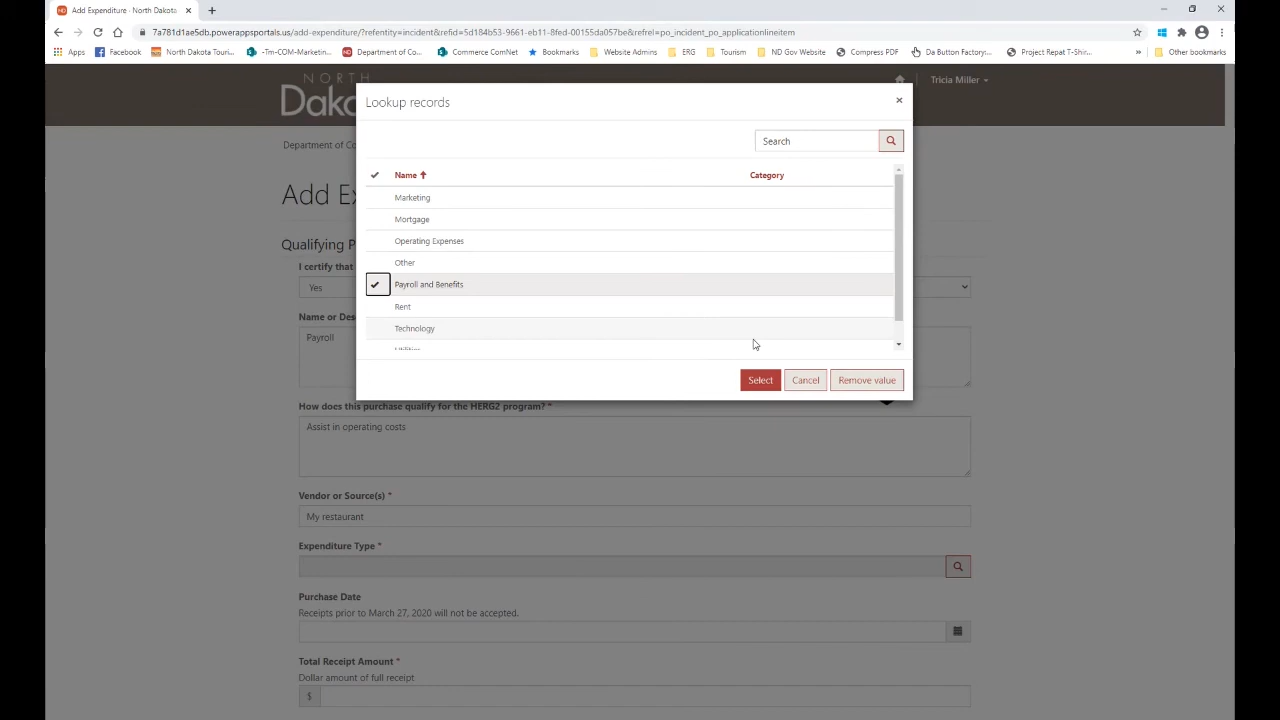 Add Expenditure · North Dakota
7a781d1ae5db.powerappsportals.us/add-expenditure/?refentity=incident&refid=5d184b53-9661-eb11-8fed-00155da057be&refrel=po_incident_po_applicationlineitem
Apps Facebook North Dakota Touri... -Tm-COM-Marketin... Department of Co... Commerce ComNet Bookmarks Website Admins ERG Tourism ND Gov Website Compress PDF Da Button Factory:... Project Repat T-Shir... » Other bookmarks
NORTH
Dako
Tricia Miller
Department of Co
Lookup records
×
Search
Name
Category
Marketing
Mortgage
Operating Expenses
Other
Payroll and Benefits
Rent
Technology
Utilities
Select Cancel Remove value
Add Ex
Qualifying P
I certify that
Yes
Name or Des
Payroll
How does this purchase qualify for the HERG2 program? *
Assist in operating costs
Vendor or Source(s) *
My restaurant
Expenditure Type *
Purchase Date
Receipts prior to March 27, 2020 will not be accepted.
Total Receipt Amount *
Dollar amount of full receipt
$